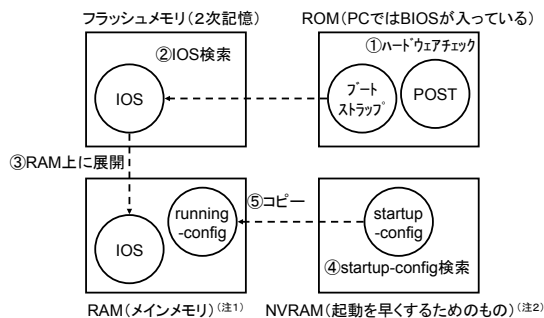 フラッシュメモリ（２次記憶）
ROM（PCではBIOSが入っている）
②IOS検索
IOS
①ﾊｰﾄﾞｳｪｱチェック
ﾌﾞｰﾄ
ｽﾄﾗｯﾌﾟ
POST
③RAM上に展開
running
-config
IOS
⑤コピー
startup
-config
④startup-config検索
RAM（メインメモリ）（注1）
NVRAM（起動を早くするためのもの）（注2）